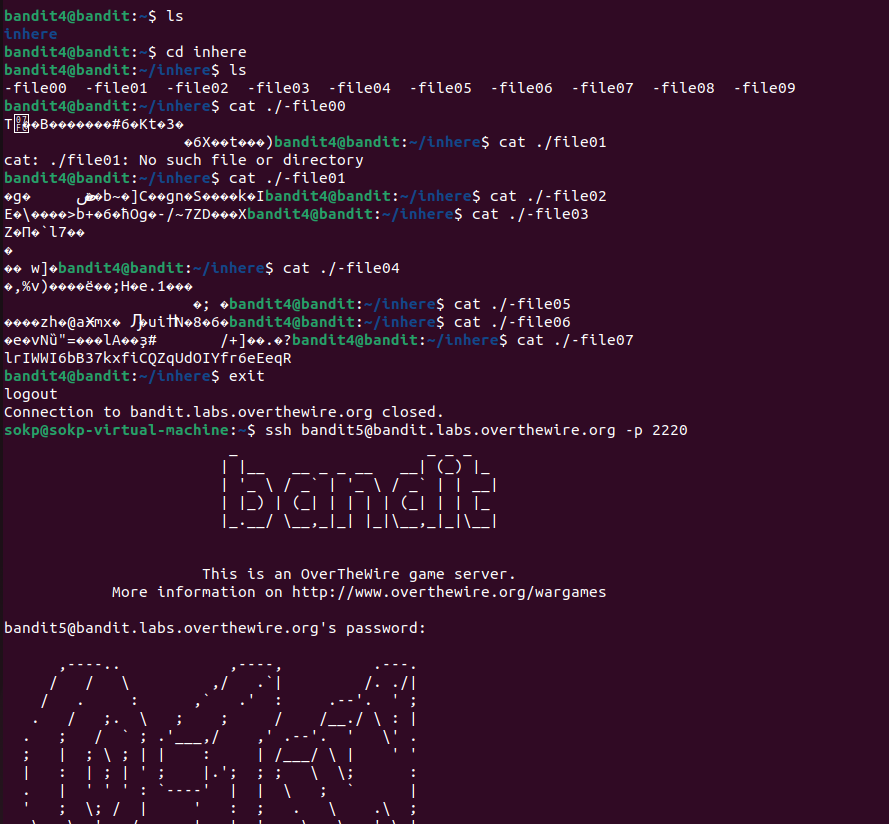 bandit4@bandit:~$ ls
inhere
bandit4@bandit:~$ cd inhere
bandit4@bandit:~/inhere$ ls
-file00  -file01  -file02  -file03  -file04  -file05  -file06  -file07  -file08  -file09
bandit4@bandit:~/inhere$ cat ./-file00
T��B�������#6�Kt�3�
�6X��t���)bandit4@bandit:~/inhere$ cat ./file01
cat: ./file01: No such file or directory
bandit4@bandit:~/inhere$ cat ./-file01
�g� �b~�]C��gn�S����k�Ibandit4@bandit:~/inhere$ cat ./-file02
E�\����>b+�6�ħOg�-/~7ZD���Xbandit4@bandit:~/inhere$ cat ./-file03
Z�Π�`l7��
�
�� w]�bandit4@bandit:~/inhere$ cat ./-file04
�,%v)����ë��;H�e.1���
�; �bandit4@bandit:~/inhere$ cat ./-file05
����zh�@aӾmx� �ui�N�8�6�bandit4@bandit:~/inhere$ cat ./-file06
�e�vNȕ"=���lA��ҙ#       /+]��.�?bandit4@bandit:~/inhere$ cat ./-file07
lrIWWI6bB37kxfiCQZqUdOIYfr6eEeqR
bandit4@bandit:~/inhere$ exit
logout
Connection to bandit.labs.overthewire.org closed.
sokp@sokp-virtual-machine:~$ ssh bandit5@bandit.labs.overthewire.org -p 2220
bandit
This is an OverTheWire game server.
More information on http://www.overthewire.org/wargames
bandit5@bandit.labs.overthewire.org's password: